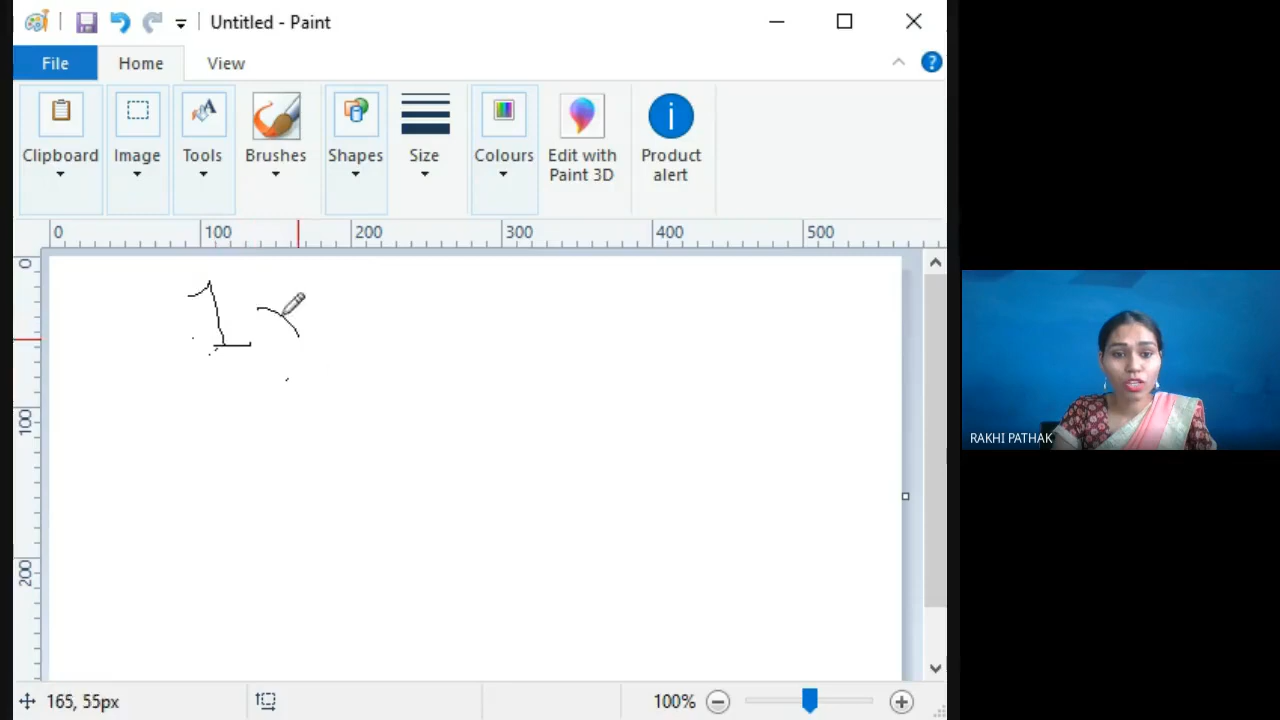 Untitled - Paint
File Home View
Clipboard Image Tools Brushes Shapes Size Colours Edit with Paint 3D Product alert
0 100 200 300 400 500
0
100
200
1
RAKHI PATHAK
165, 55px 100%